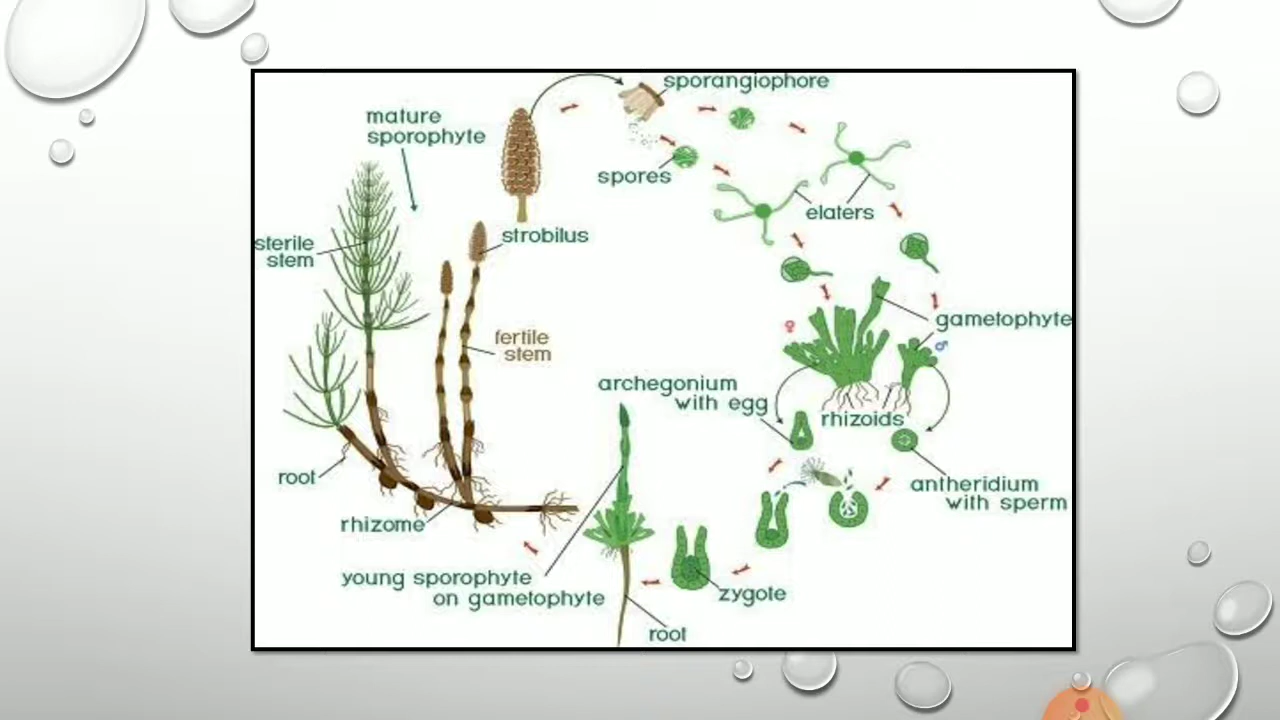 sporangiophore
mature
sporophyte
spores
elaters
sterile
stem
strobilus
gametophyte
fertile
stem
archegonium
with egg
rhizoids
root
antheridium
with sperm
rhizome
young sporophyte
on gametophyte
zygote
root